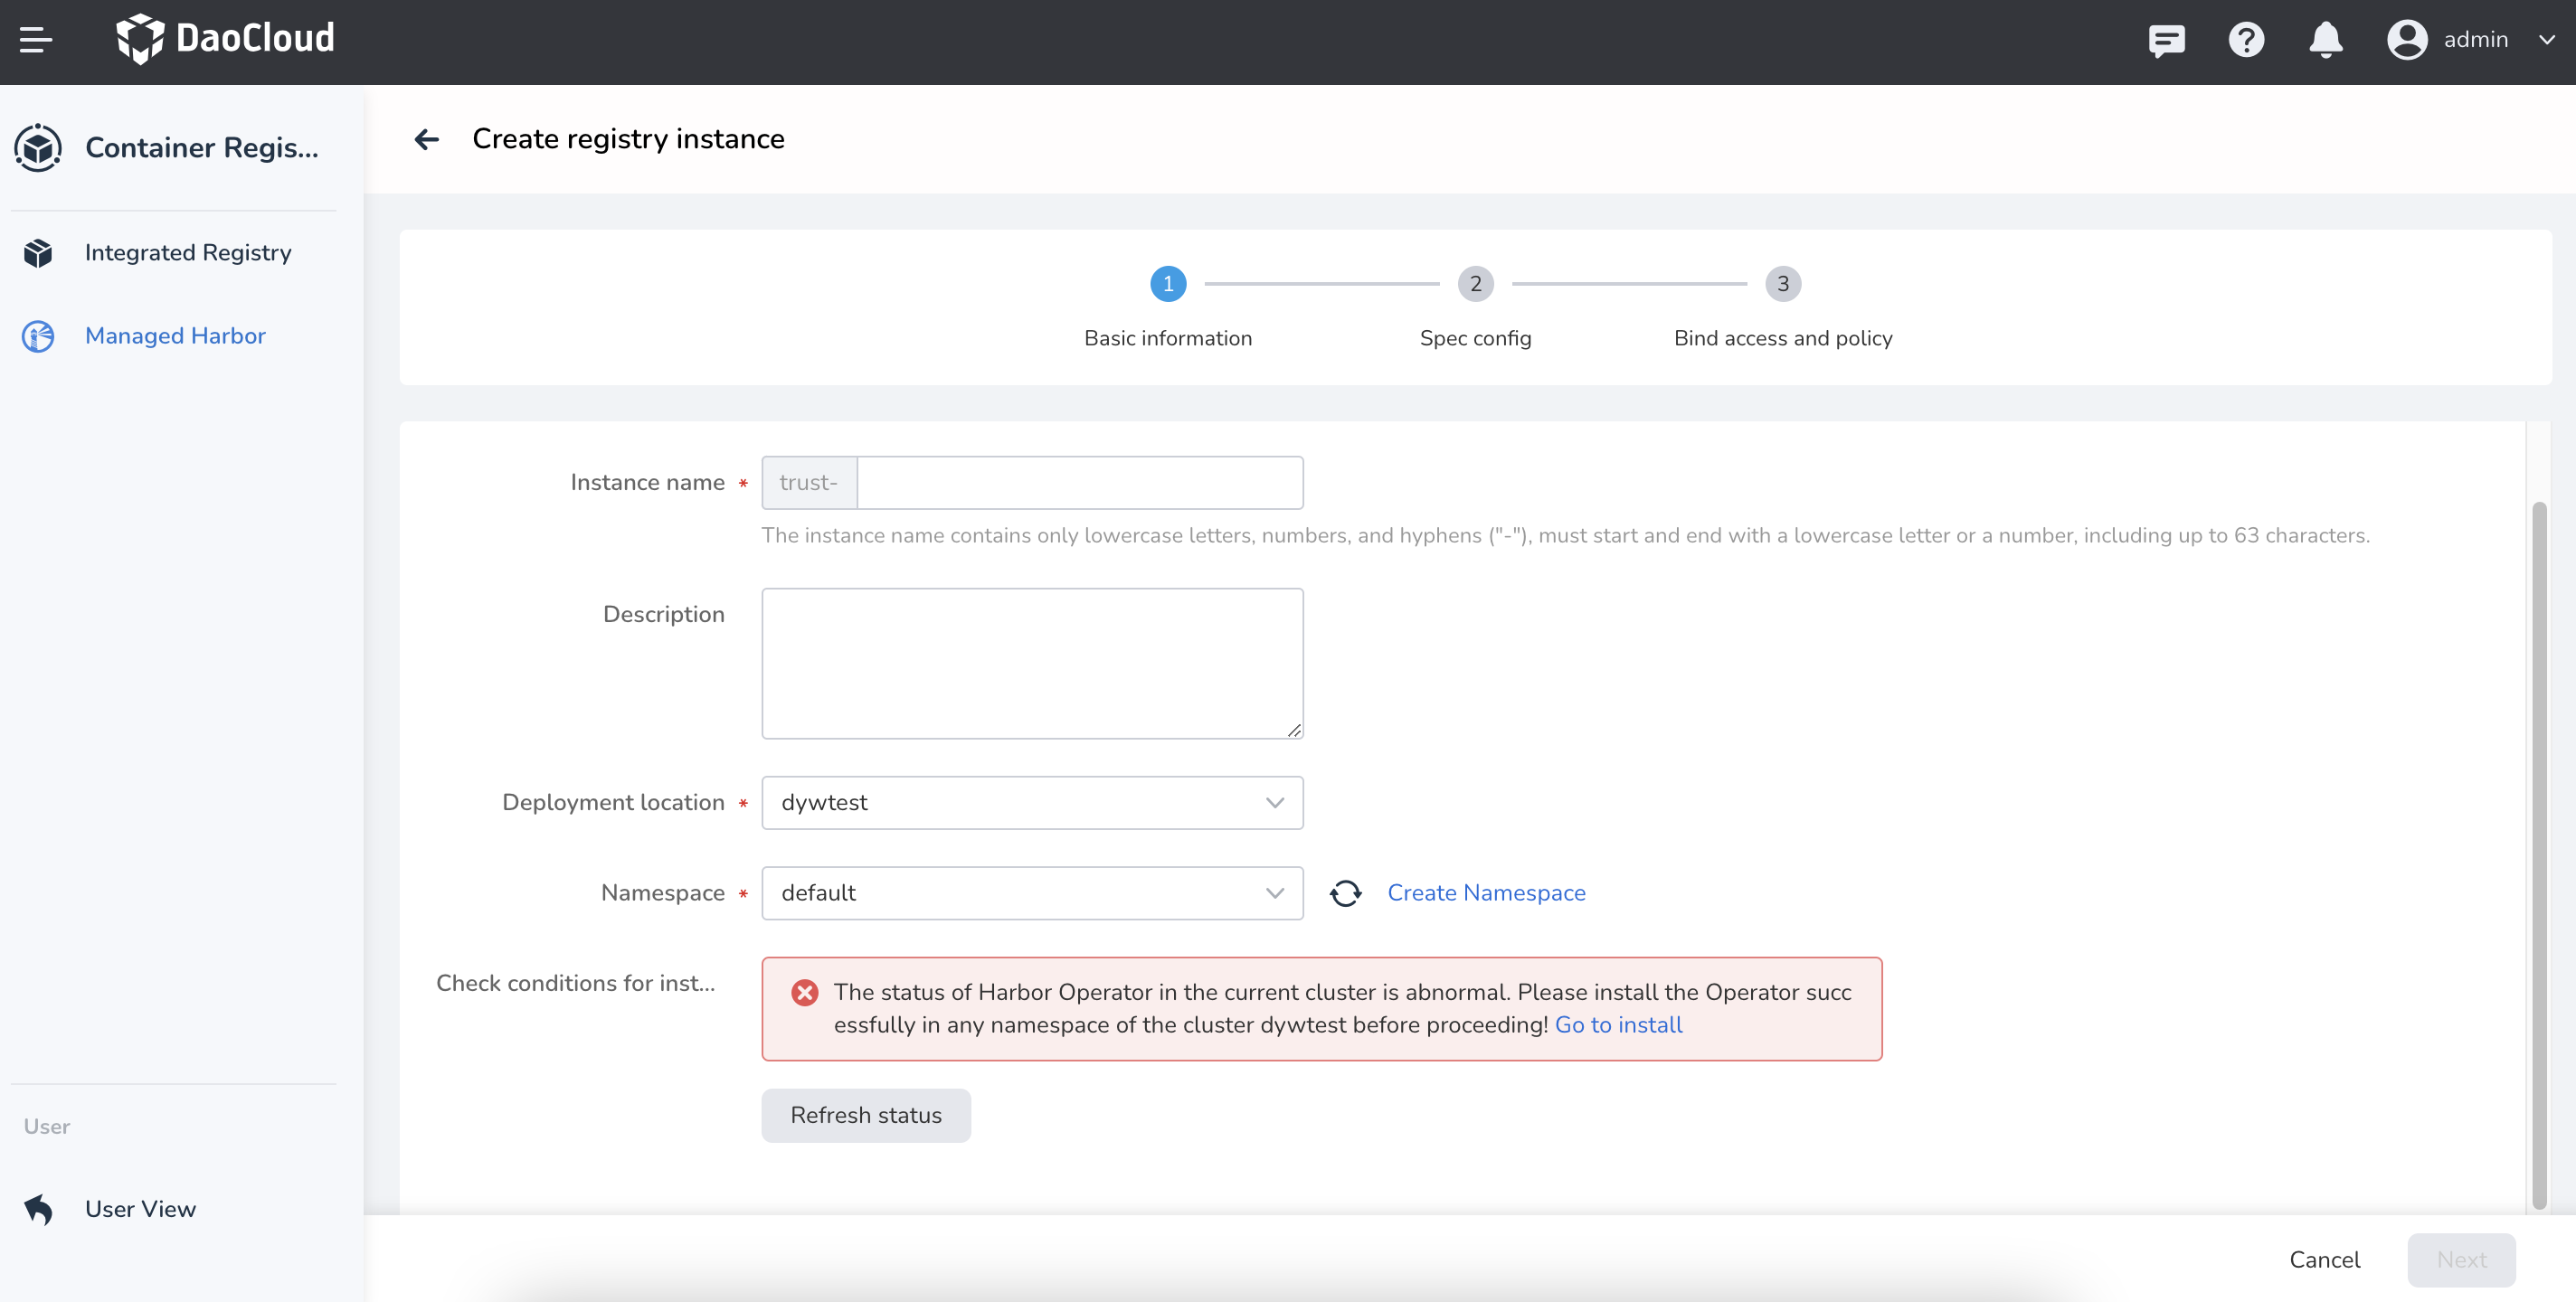 DaoCloud
admin
Container Regis...
Integrated Registry
Managed Harbor
User
User View
Create registry instance
1
2
3
Basic information
Spec config
Bind access and policy
Instance name *
trust-
The instance name contains only lowercase letters, numbers, and hyphens ("-"), must start and end with a lowercase letter or a number, including up to 63 characters.
Description
Deployment location *
dywtest
Namespace *
default
Create Namespace
Check conditions for inst...
The status of Harbor Operator in the current cluster is abnormal. Please install the Operator succ
essfully in any namespace of the cluster dywtest before proceeding! Go to install
Refresh status
Cancel
Next